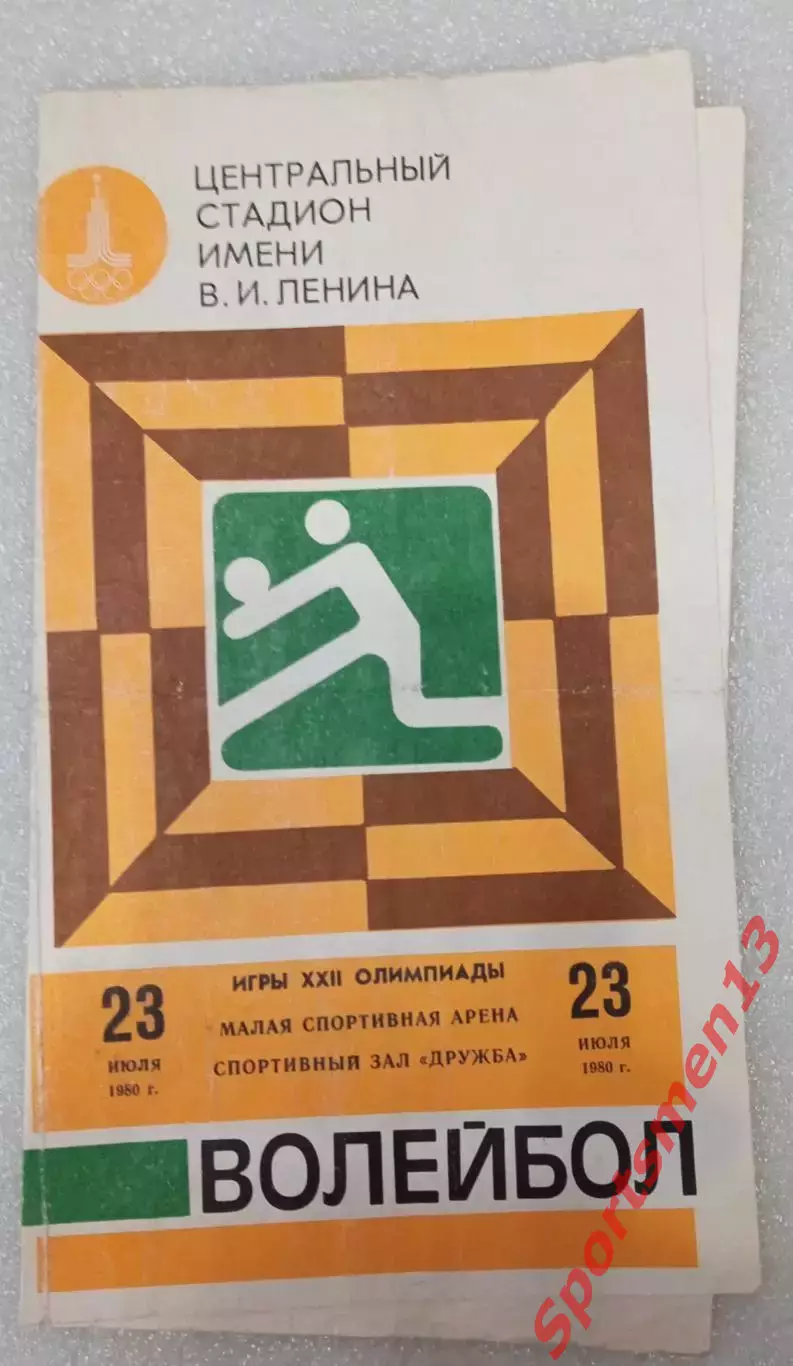 ЦЕНТРАЛЬНЫЙ
СТАДИОН
ИМЕНИ
В. И. ЛЕНИНА
ИГРЫ XXII ОЛИМПИАДЫ
23
ИЮЛЯ
1980 г.
МАЛАЯ СПОРТИВНАЯ АРЕНА
СПОРТИВНЫЙ ЗАЛ «ДРУЖБА»
23
ИЮЛЯ
1980 г.
ВОЛЕЙБОЛ
Sportsmen13